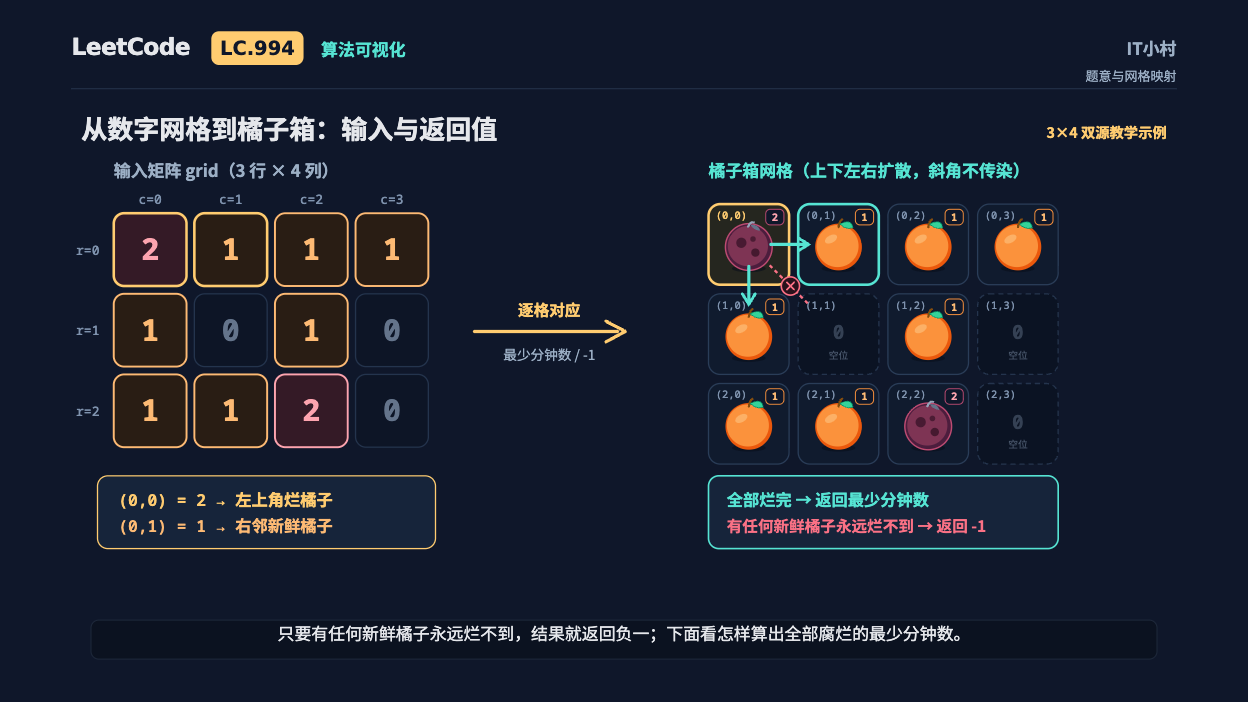 LeetCode LC.994 算法可视化
IT小村
题意与网格映射
从数字网格到橘子箱：输入与返回值
3×4 双源教学示例
输入矩阵 grid（3 行 × 4 列）
c=0 c=1 c=2 c=3
r=0 2 1 1 1
r=1 1 0 1 0
r=2 1 1 2 0
(0,0) = 2 → 左上角烂橘子
(0,1) = 1 → 右邻新鲜橘子
逐格对应
最少分钟数 / -1
橘子箱网格（上下左右扩散，斜角不传染）
(0,0) 2 (0,1) 1 (0,2) 1 (0,3) 1
(1,0) 1 (1,1) (1,2) 1 (1,3)
0 0
空位 空位
(2,0) 1 (2,1) 1 (2,2) 2 (2,3)
0
空位
全部烂完 → 返回最少分钟数
有任何新鲜橘子永远烂不到 → 返回 -1
只要有任何新鲜橘子永远烂不到，结果就返回负一；下面看怎样算出全部腐烂的最少分钟数。